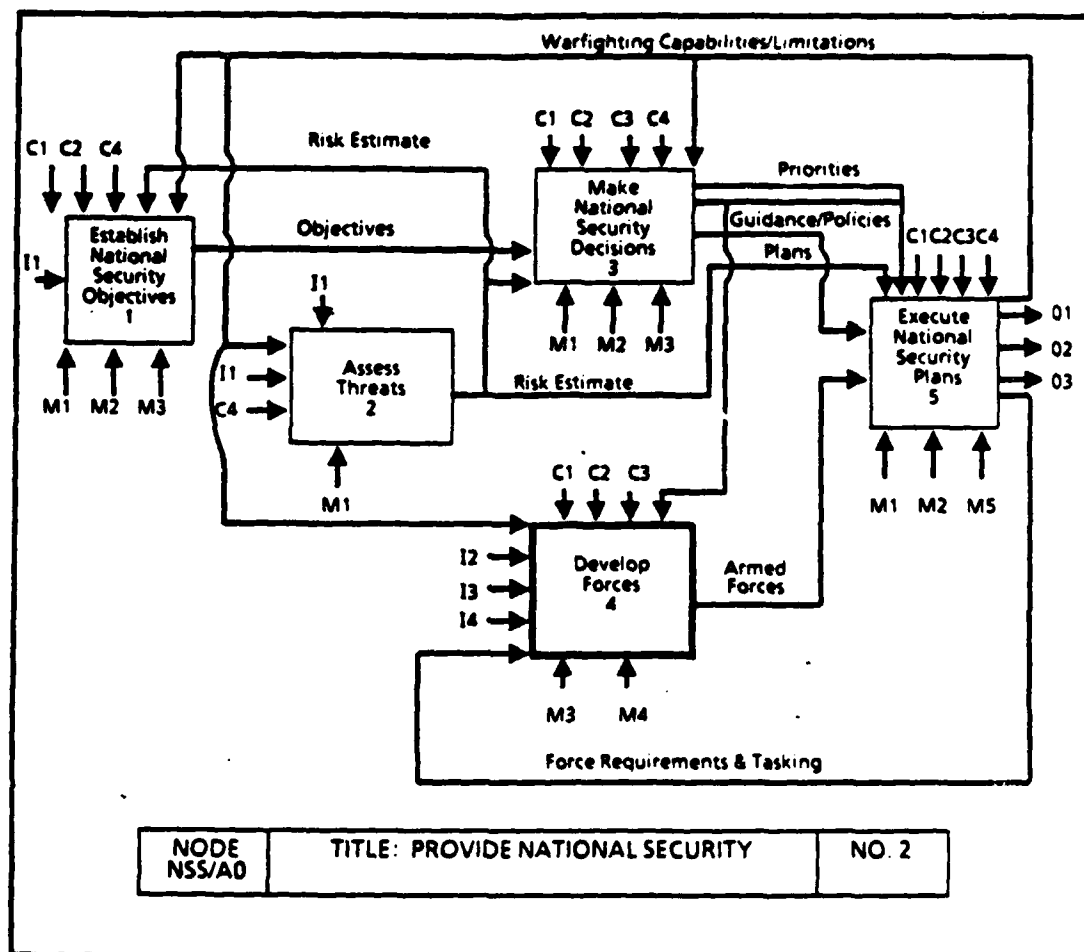 Warfighting Capabilities/Limitations
C1 C2 C3 C4
Risk Estimate
C1 C2 C4
Make
National
Security
Decisions
3
Priorities
Establish
National
Security
Objectives
1
Objectives
Guidance/Policies
Plans
C1 C2 C3 C4
I1
I1
M1 M2 M3
Execute
National
Security
Plans
5
O1
O2
O3
Assess
Threats
2
I1
C4
Risk Estimate
M1 M2 M3
M1
C1 C2 C3
M1 M2 M5
I2
I3
I4
Develop
Forces
4
Armed
Forces
M3 M4
Force Requirements & Tasking
NODE
NSS/A0
TITLE: PROVIDE NATIONAL SECURITY
NO. 2